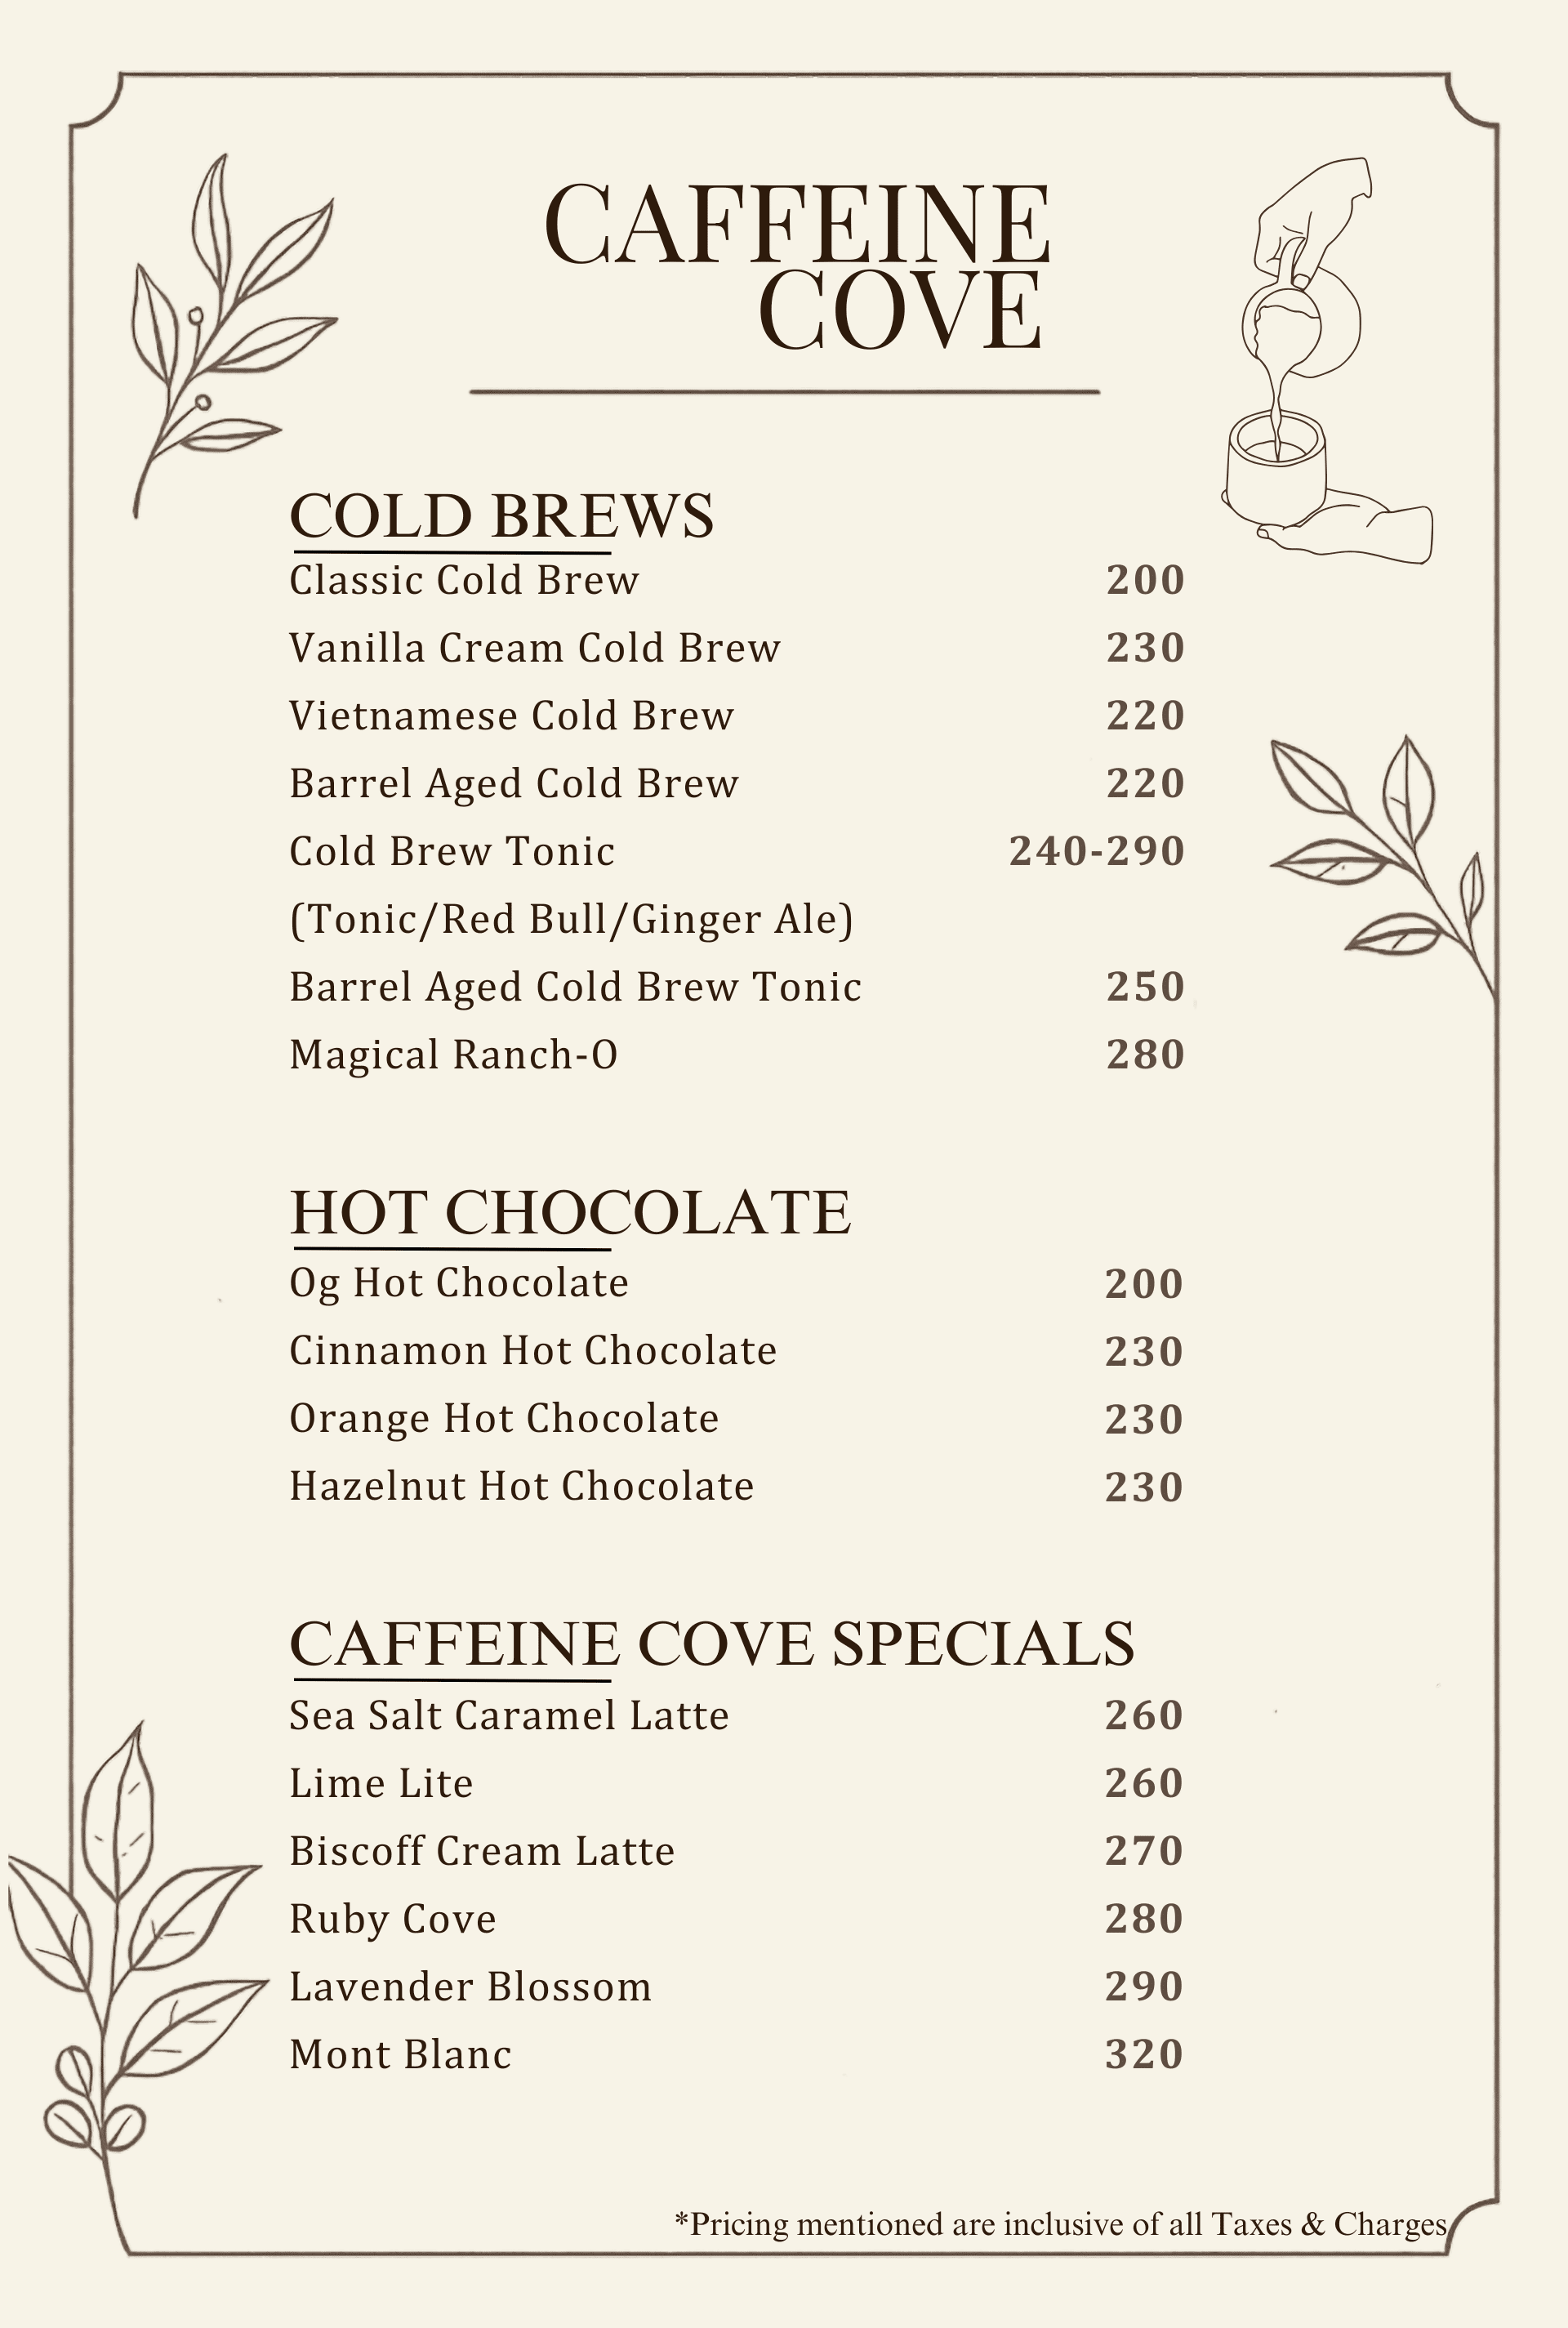 CAFFEINE
COVE
COLD BREWS
Classic Cold Brew 200
Vanilla Cream Cold Brew 230
Vietnamese Cold Brew 220
Barrel Aged Cold Brew 220
Cold Brew Tonic 240-290
(Tonic/Red Bull/Ginger Ale)
Barrel Aged Cold Brew Tonic 250
Magical Ranch-O 280
HOT CHOCOLATE
Og Hot Chocolate 200
Cinnamon Hot Chocolate 230
Orange Hot Chocolate 230
Hazelnut Hot Chocolate 230
CAFFEINE COVE SPECIALS
Sea Salt Caramel Latte 260
Lime Lite 260
Biscoff Cream Latte 270
Ruby Cove 280
Lavender Blossom 290
Mont Blanc 320
*Pricing mentioned are inclusive of all Taxes & Charges